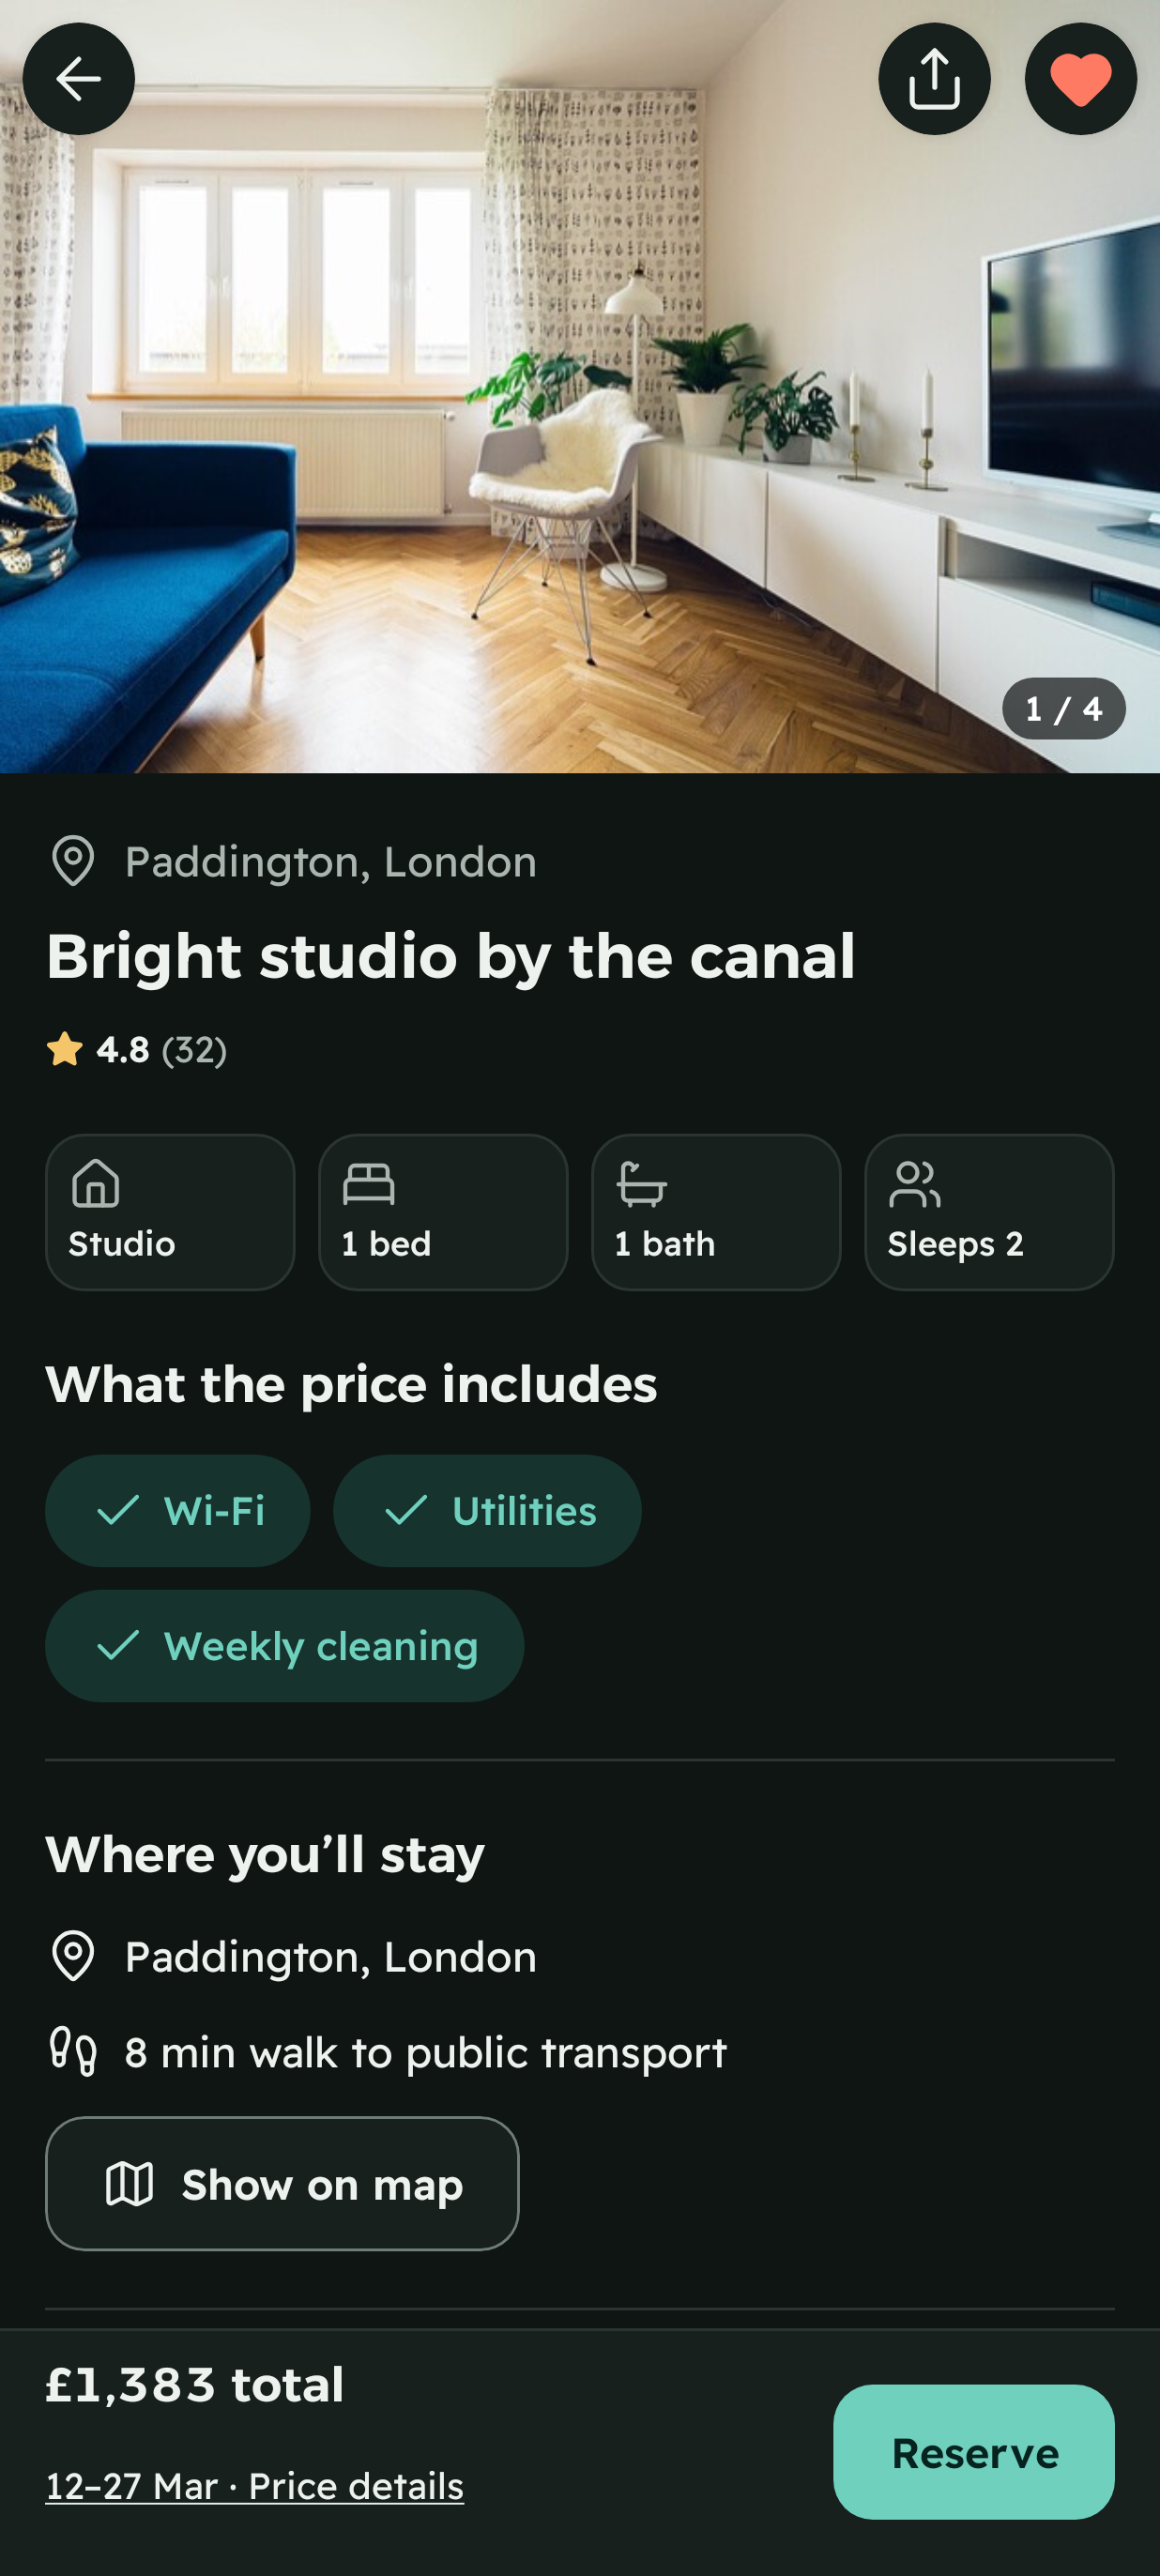 1 / 4
Paddington, London
Bright studio by the canal
4.8 (32)
Studio
1 bed
1 bath
Sleeps 2
What the price includes
Wi-Fi
Utilities
Weekly cleaning
Where you’ll stay
Paddington, London
8 min walk to public transport
Show on map
£1,383 total
12–27 Mar · Price details
Reserve